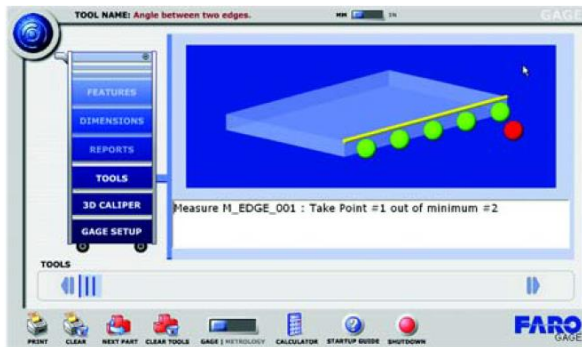 TOOL NAME: Angle between two edges.
MM IN
GAGE
FEATURES
DIMENSIONS
REPORTS
TOOLS
3D CALIPER
GAGE SETUP
Measure M_EDGE_001 : Take Point #1 out of minimum #2
TOOLS
PRINT CLEAR NEXT PART CLEAR TOOLS GAGE | METROLOGY CALCULATOR STARTUP GUIDE SHUTDOWN
FARO
GAGE